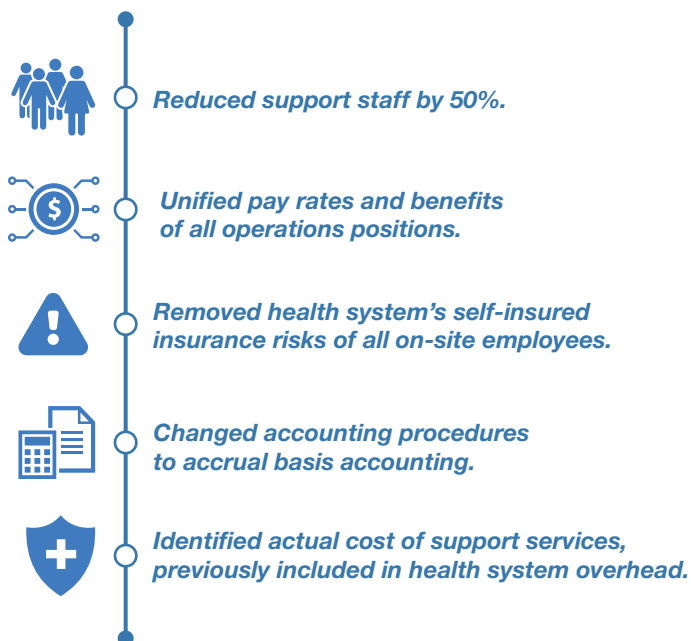 Reduced support staff by 50%.
$
Unified pay rates and benefits
of all operations positions.
Removed health system’s self-insured
insurance risks of all on-site employees.
Changed accounting procedures
to accrual basis accounting.
Identified actual cost of support services,
previously included in health system overhead.